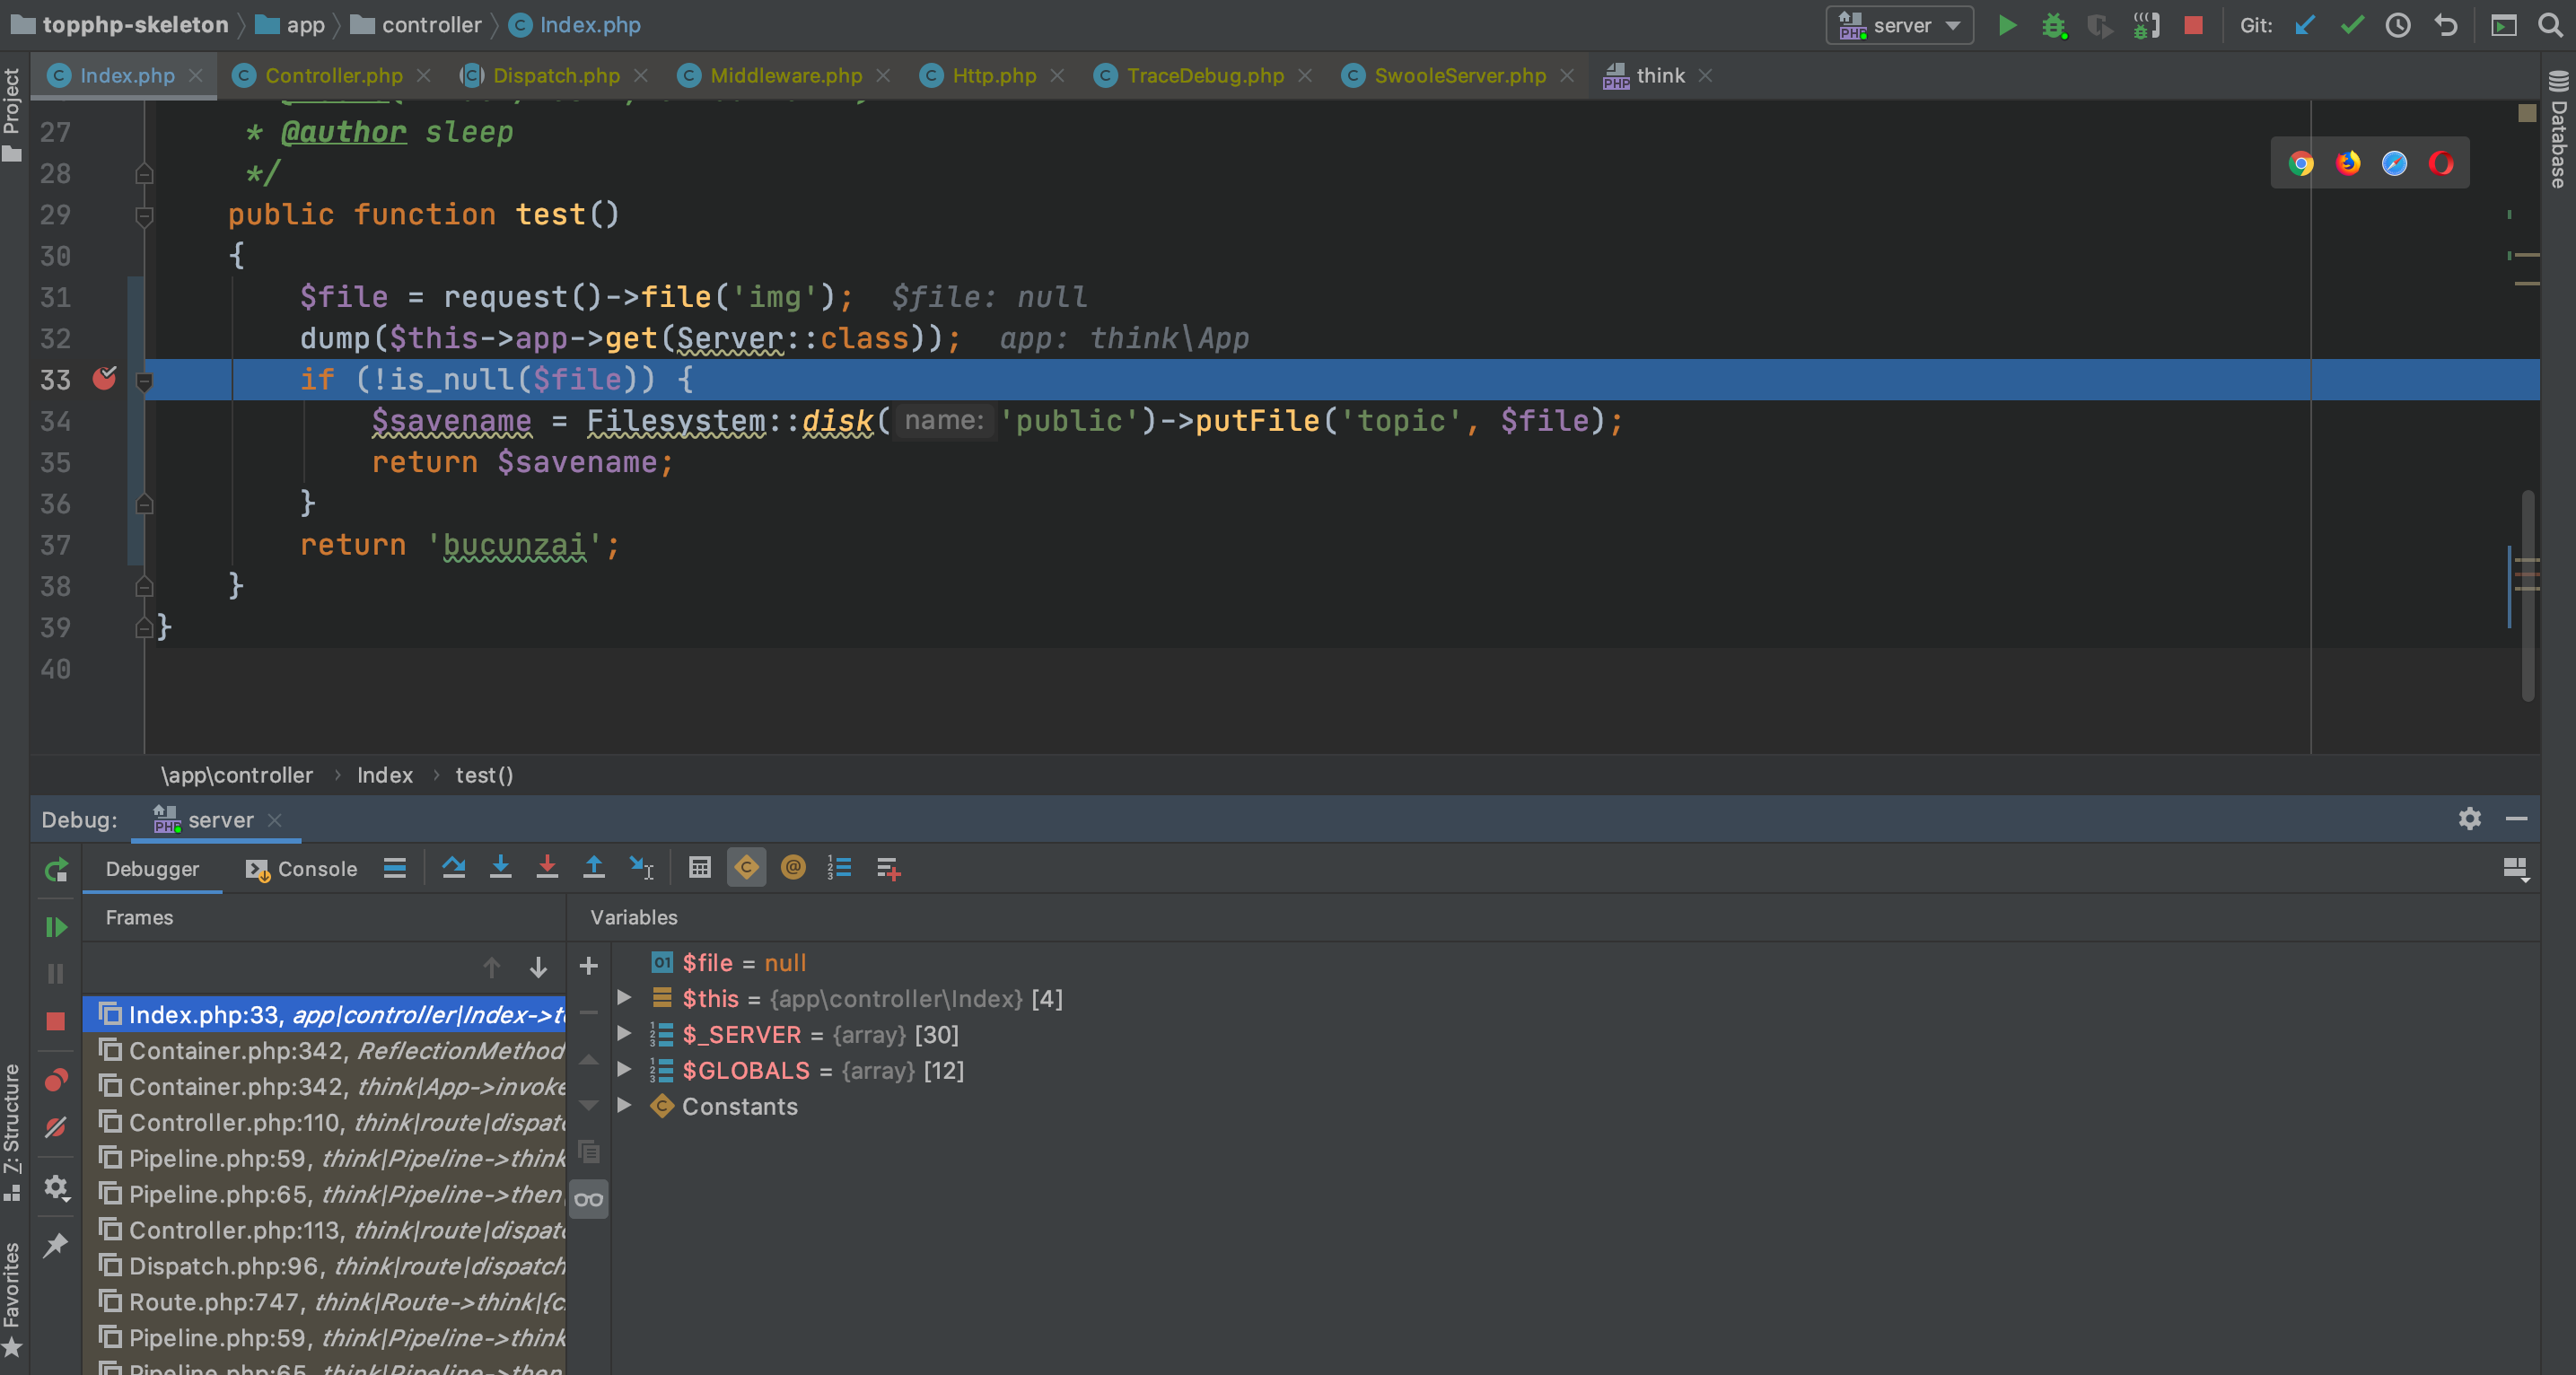 topphp-skeleton app controller Index.php server Git:
Index.php Controller.php Dispatch.php Middleware.php Http.php TraceDebug.php SwooleServer.php think
Project
Database
27 * @author sleep
28 */
29 public function test()
30 {
31 $file = request()->file('img'); $file: null
32 dump($this->app->get(Server::class)); app: think\App
33 if (!is_null($file)) {
34 $savename = Filesystem::disk( name: 'public')->putFile('topic', $file);
35 return $savename;
36 }
37 return 'bucunzai';
38 }
39 }
40
\app\controller › Index › test()
Debug: server
Debugger Console
Frames Variables
$file = null
$this = {app\controller\Index} [4]
$_SERVER = {array} [30]
$GLOBALS = {array} [12]
Constants
Index.php:33, app|controller|Index->t
Container.php:342, ReflectionMethod
Container.php:342, think|App->invoke
Controller.php:110, think|route|dispat
Pipeline.php:59, think|Pipeline->think
Pipeline.php:65, think|Pipeline->then
Controller.php:113, think|route|dispat
Dispatch.php:96, think|route|dispatch
Route.php:747, think|Route->think|{c
Pipeline.php:59, think|Pipeline->think
Pipeline.php:65, think|Pipeline->then
Z: Structure
Favorites